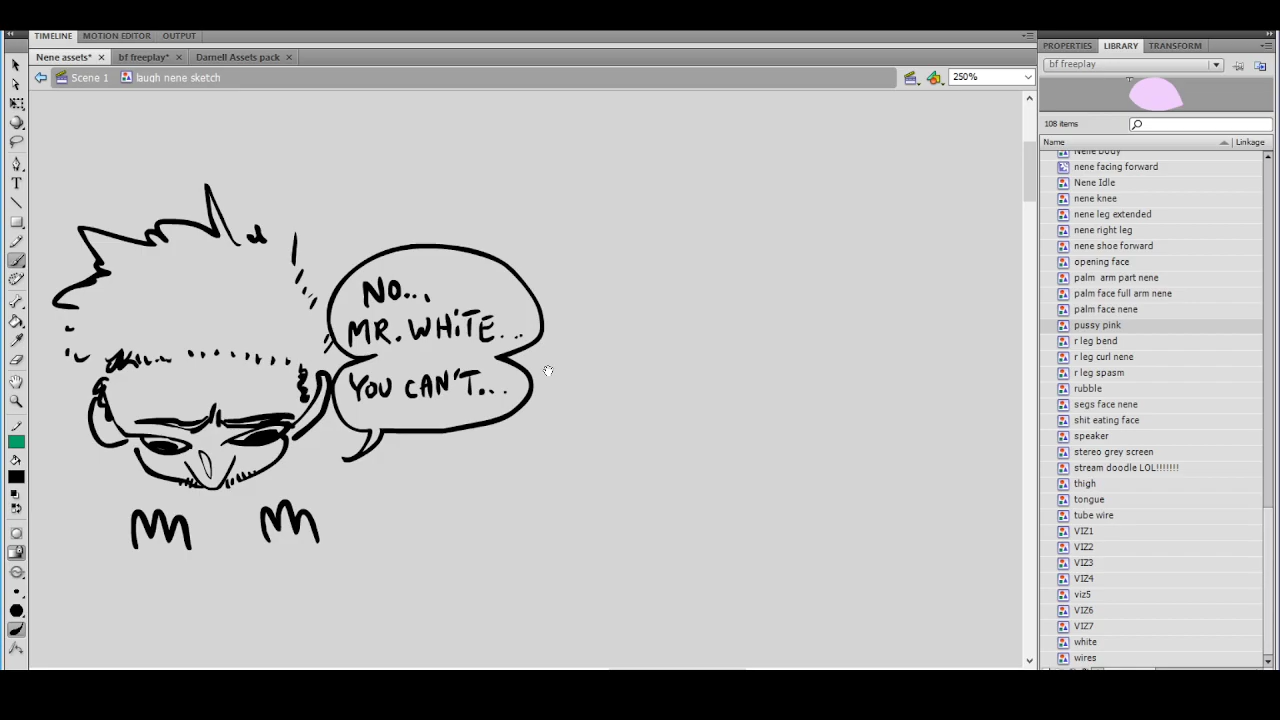 TIMELINE MOTION EDITOR OUTPUT
Nene assets* bf freeplay* Darnell Assets pack
Scene 1 laugh nene sketch 250%
NO...
MR. WHiTE...
YOU CAN'T...
PROPERTIES LIBRARY TRANSFORM
bf freeplay
108 items
Name Linkage
Nene Body
nene facing forward
Nene Idle
nene knee
nene leg extended
nene right leg
nene shoe forward
opening face
palm arm part nene
palm face full arm nene
palm face nene
pussy pink
r leg bend
r leg curl nene
r leg spasm
rubble
segs face nene
shit eating face
speaker
stereo grey screen
stream doodle LOL!!!!!!!
thigh
tongue
tube wire
VIZ1
VIZ2
VIZ3
VIZ4
viz5
VIZ6
VIZ7
white
wires